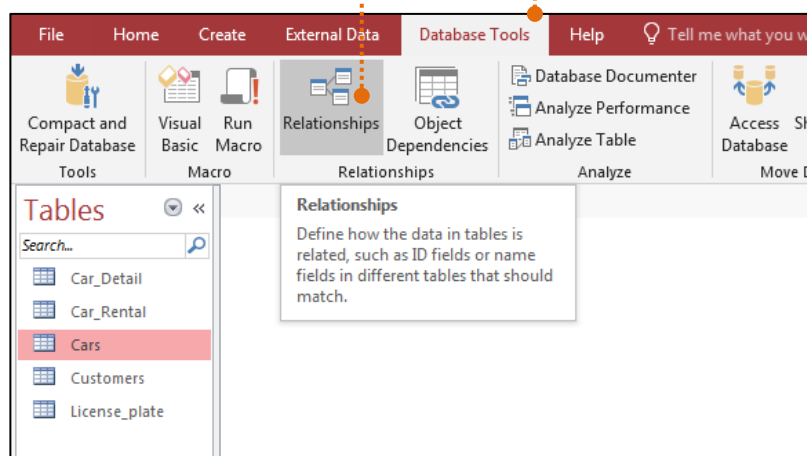 File Home Create External Data Database Tools Help Tell me what you w
Compact and Repair Database
Visual Basic
Run Macro
Relationships
Object Dependencies
Database Documenter
Analyze Performance
Analyze Table
Access Database
Tools Macro Relationships Analyze Move
Tables
Search...
Car_Detail
Car_Rental
Cars
Customers
License_plate
Relationships
Define how the data in tables is
related, such as ID fields or name
fields in different tables that should
match.